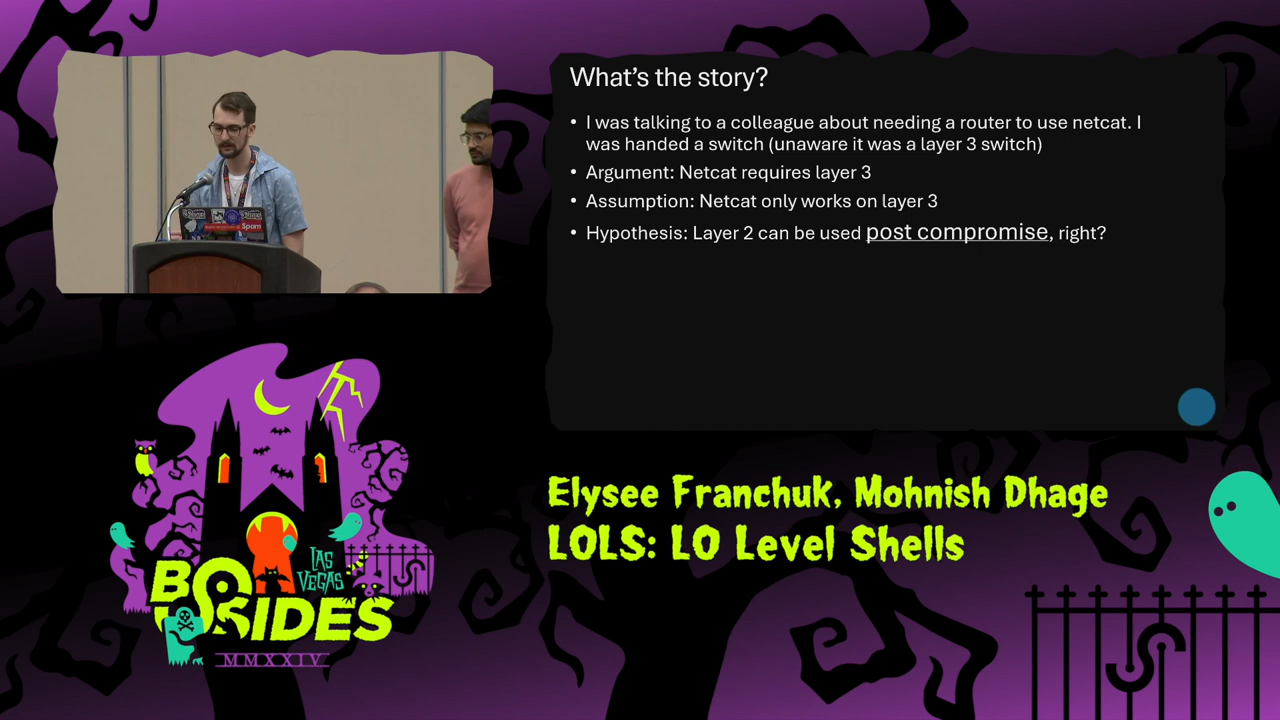 What's the story?
• I was talking to a colleague about needing a router to use netcat. I
was handed a switch (unaware it was a layer 3 switch)
• Argument: Netcat requires layer 3
• Assumption: Netcat only works on layer 3
• Hypothesis: Layer 2 can be used post compromise, right?
Spam
Elysee Franchuk, Mohnish Dhage
LOLS: LO Level Shells
LAS
VEGAS
BSIDES
MMXXIV